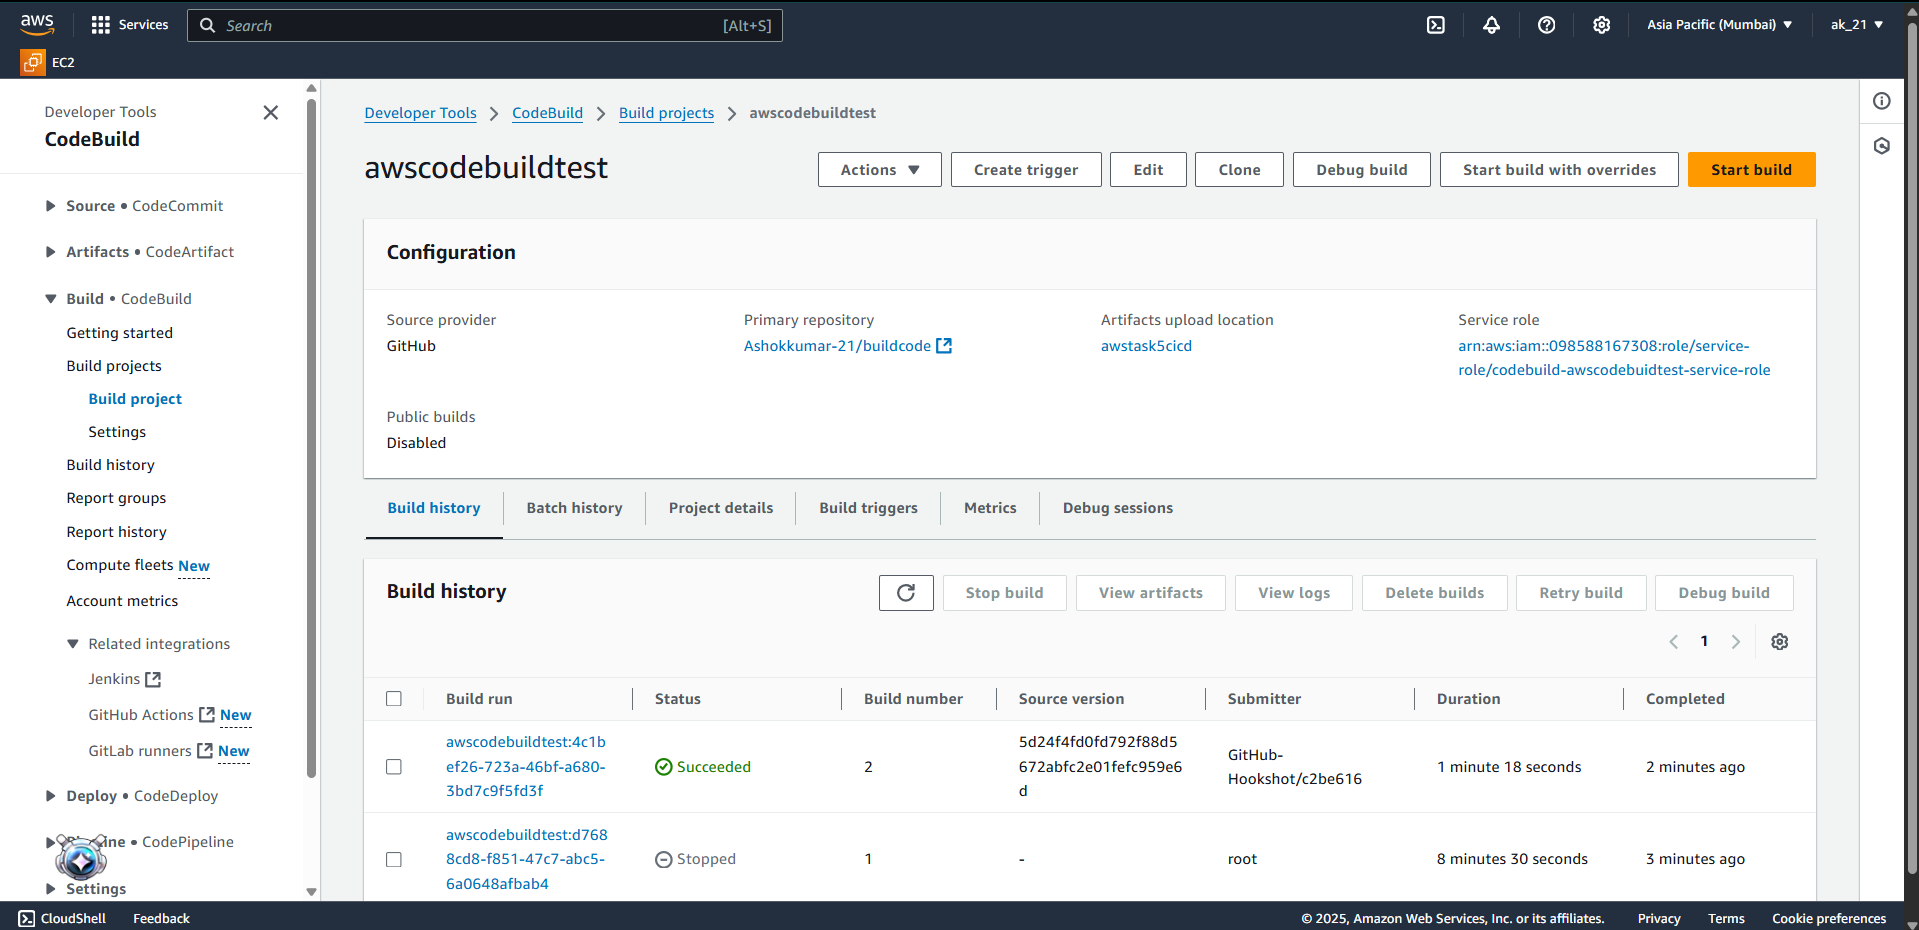 aws
Services
Search
[Alt+S]
Asia Pacific (Mumbai)
ak_21
EC2
Developer Tools
CodeBuild
Source • CodeCommit
Artifacts • CodeArtifact
Build • CodeBuild
Getting started
Build projects
Build project
Settings
Build history
Report groups
Report history
Compute fleets New
Account metrics
Related integrations
Jenkins
GitHub Actions New
GitLab runners New
Deploy • CodeDeploy
• CodePipeline
Settings
Developer Tools > CodeBuild > Build projects > awscodebuildtest
awscodebuildtest
Actions
Create trigger
Edit
Clone
Debug build
Start build with overrides
Start build
Configuration
Source provider
GitHub
Primary repository
Ashokkumar-21/buildcode
Artifacts upload location
awstask5cicd
Service role
arn:aws:iam::098588167308:role/service-
role/codebuild-awscodebuidtest-service-role
Public builds
Disabled
Build history
Batch history
Project details
Build triggers
Metrics
Debug sessions
Build history
Stop build
View artifacts
View logs
Delete builds
Retry build
Debug build
1
Build run
Status
Build number
Source version
Submitter
Duration
Completed
awscodebuildtest:4c1b
ef26-723a-46bf-a680-
3bd7c9f5fd3f
Succeeded
2
5d24f4fd0fd792f88d5
672abfc2e01fefc959e6
d
GitHub-
Hookshot/c2be616
1 minute 18 seconds
2 minutes ago
awscodebuildtest:d768
8cd8-f851-47c7-abc5-
6a0648afbab4
Stopped
1
-
root
8 minutes 30 seconds
3 minutes ago
CloudShell
Feedback
© 2025, Amazon Web Services, Inc. or its affiliates.
Privacy
Terms
Cookie preferences